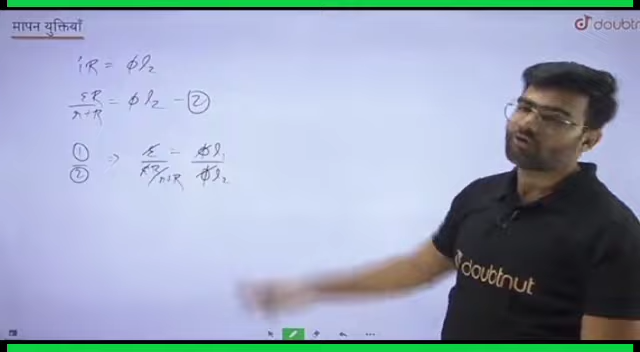 मापन युक्तियाँ
doubtnut
iR = ϕl₂
εR/r+R = ϕl₂ - ②
①/② ⇒ ε/εR/r+R = ϕl₁/ϕl₂
doubtnut